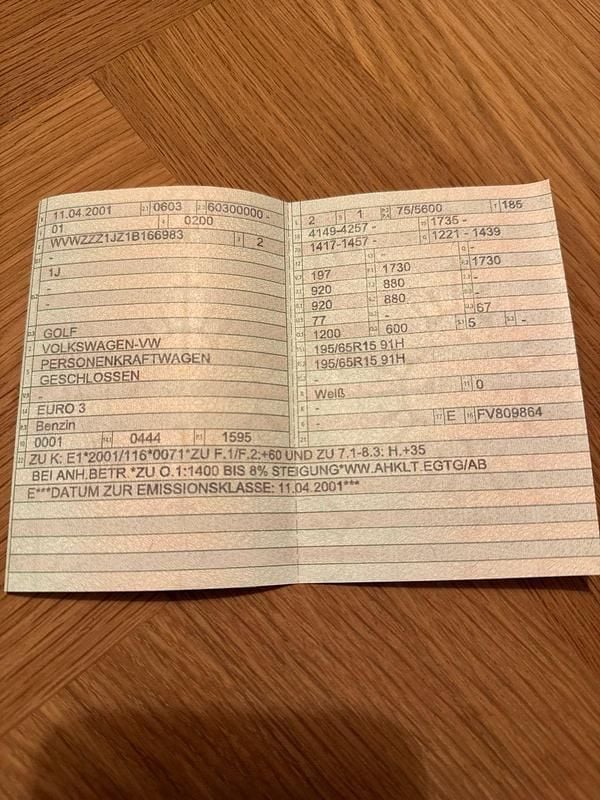 11.04.2001 0603 60300000 -
01 0200
WVWZZZ1JZ1B166983 2
-
1J
-
GOLF
VOLKSWAGEN-VW
PERSONENKRAFTWAGEN
GESCHLOSSEN
-
EURO 3
Benzin
0001 0444 1595
2 1 75/5600 185
4149-4257 - 1735 -
1417-1457 - 1221 - 1439
- -
197 1730 1730
920 880 -
920 880 -
77 - 67
1200 600 5 -
195/65R15 91H
195/65R15 91H
-
Weiß 0
-
- E FV809864
ZU K: E1*2001/116*0071*ZU F.1/F.2:+60 UND ZU 7.1-8.3: H.+35
BEI ANH.BETR.*ZU O.1:1400 BIS 8% STEIGUNG*WW.AHKLT.EGTG/AB
E***DATUM ZUR EMISSIONSKLASSE: 11.04.2001***